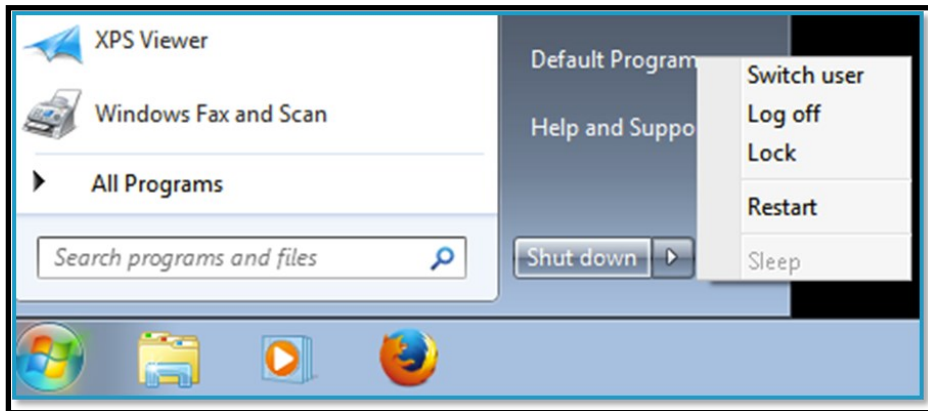 XPS Viewer
Windows Fax and Scan
All Programs
Search programs and files
Default Program
Help and Suppo
Shut down
Switch user
Log off
Lock
Restart
Sleep